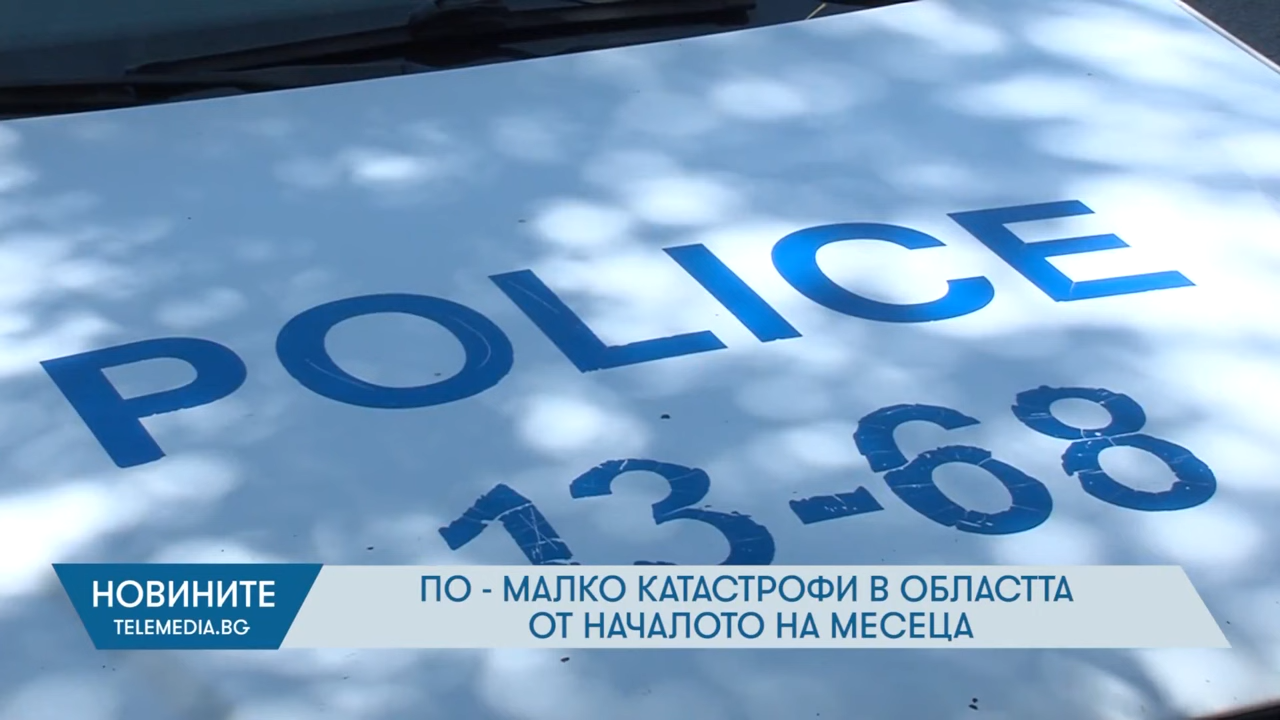 POLICE
13-68
НОВИНИТЕ
TELEMEDIA.BG
ПО - МАЛКО КАТАСТРОФИ В ОБЛАСТТА
ОТ НАЧАЛОТО НА МЕСЕЦА